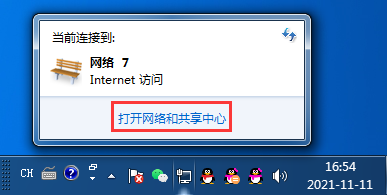 当前连接到:
网络 7
Internet 访问
打开网络和共享中心
CH
16:54
2021-11-11